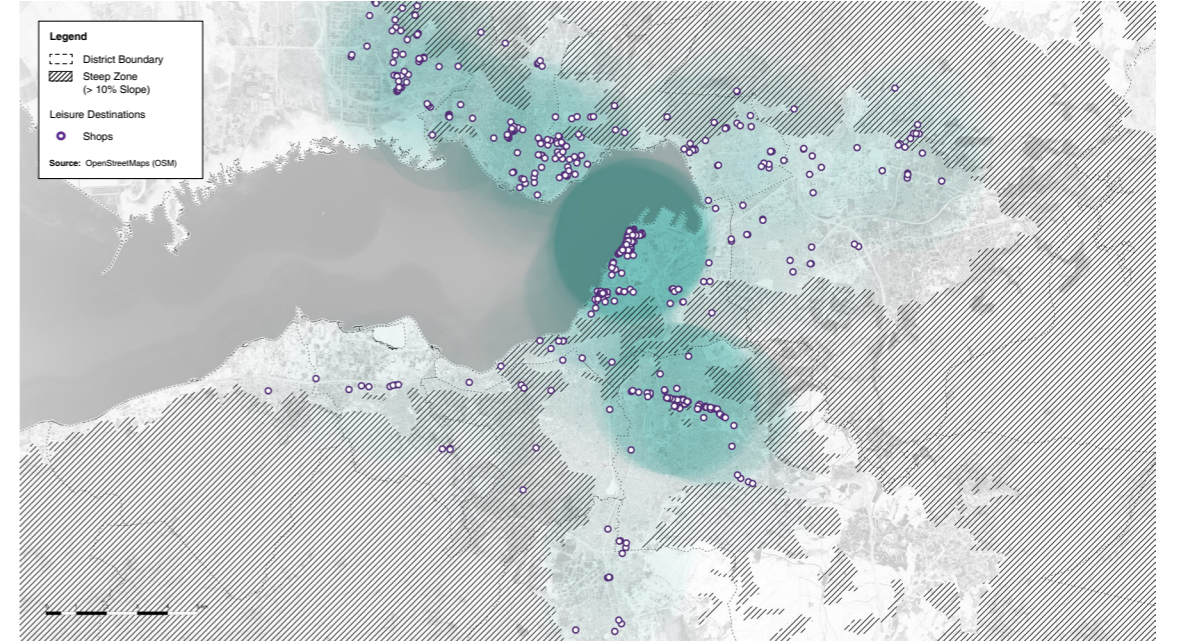 Legend
District Boundary
Steep Zone
(> 10% Slope)
Leisure Destinations
Shops
Source: OpenStreetMaps (OSM)